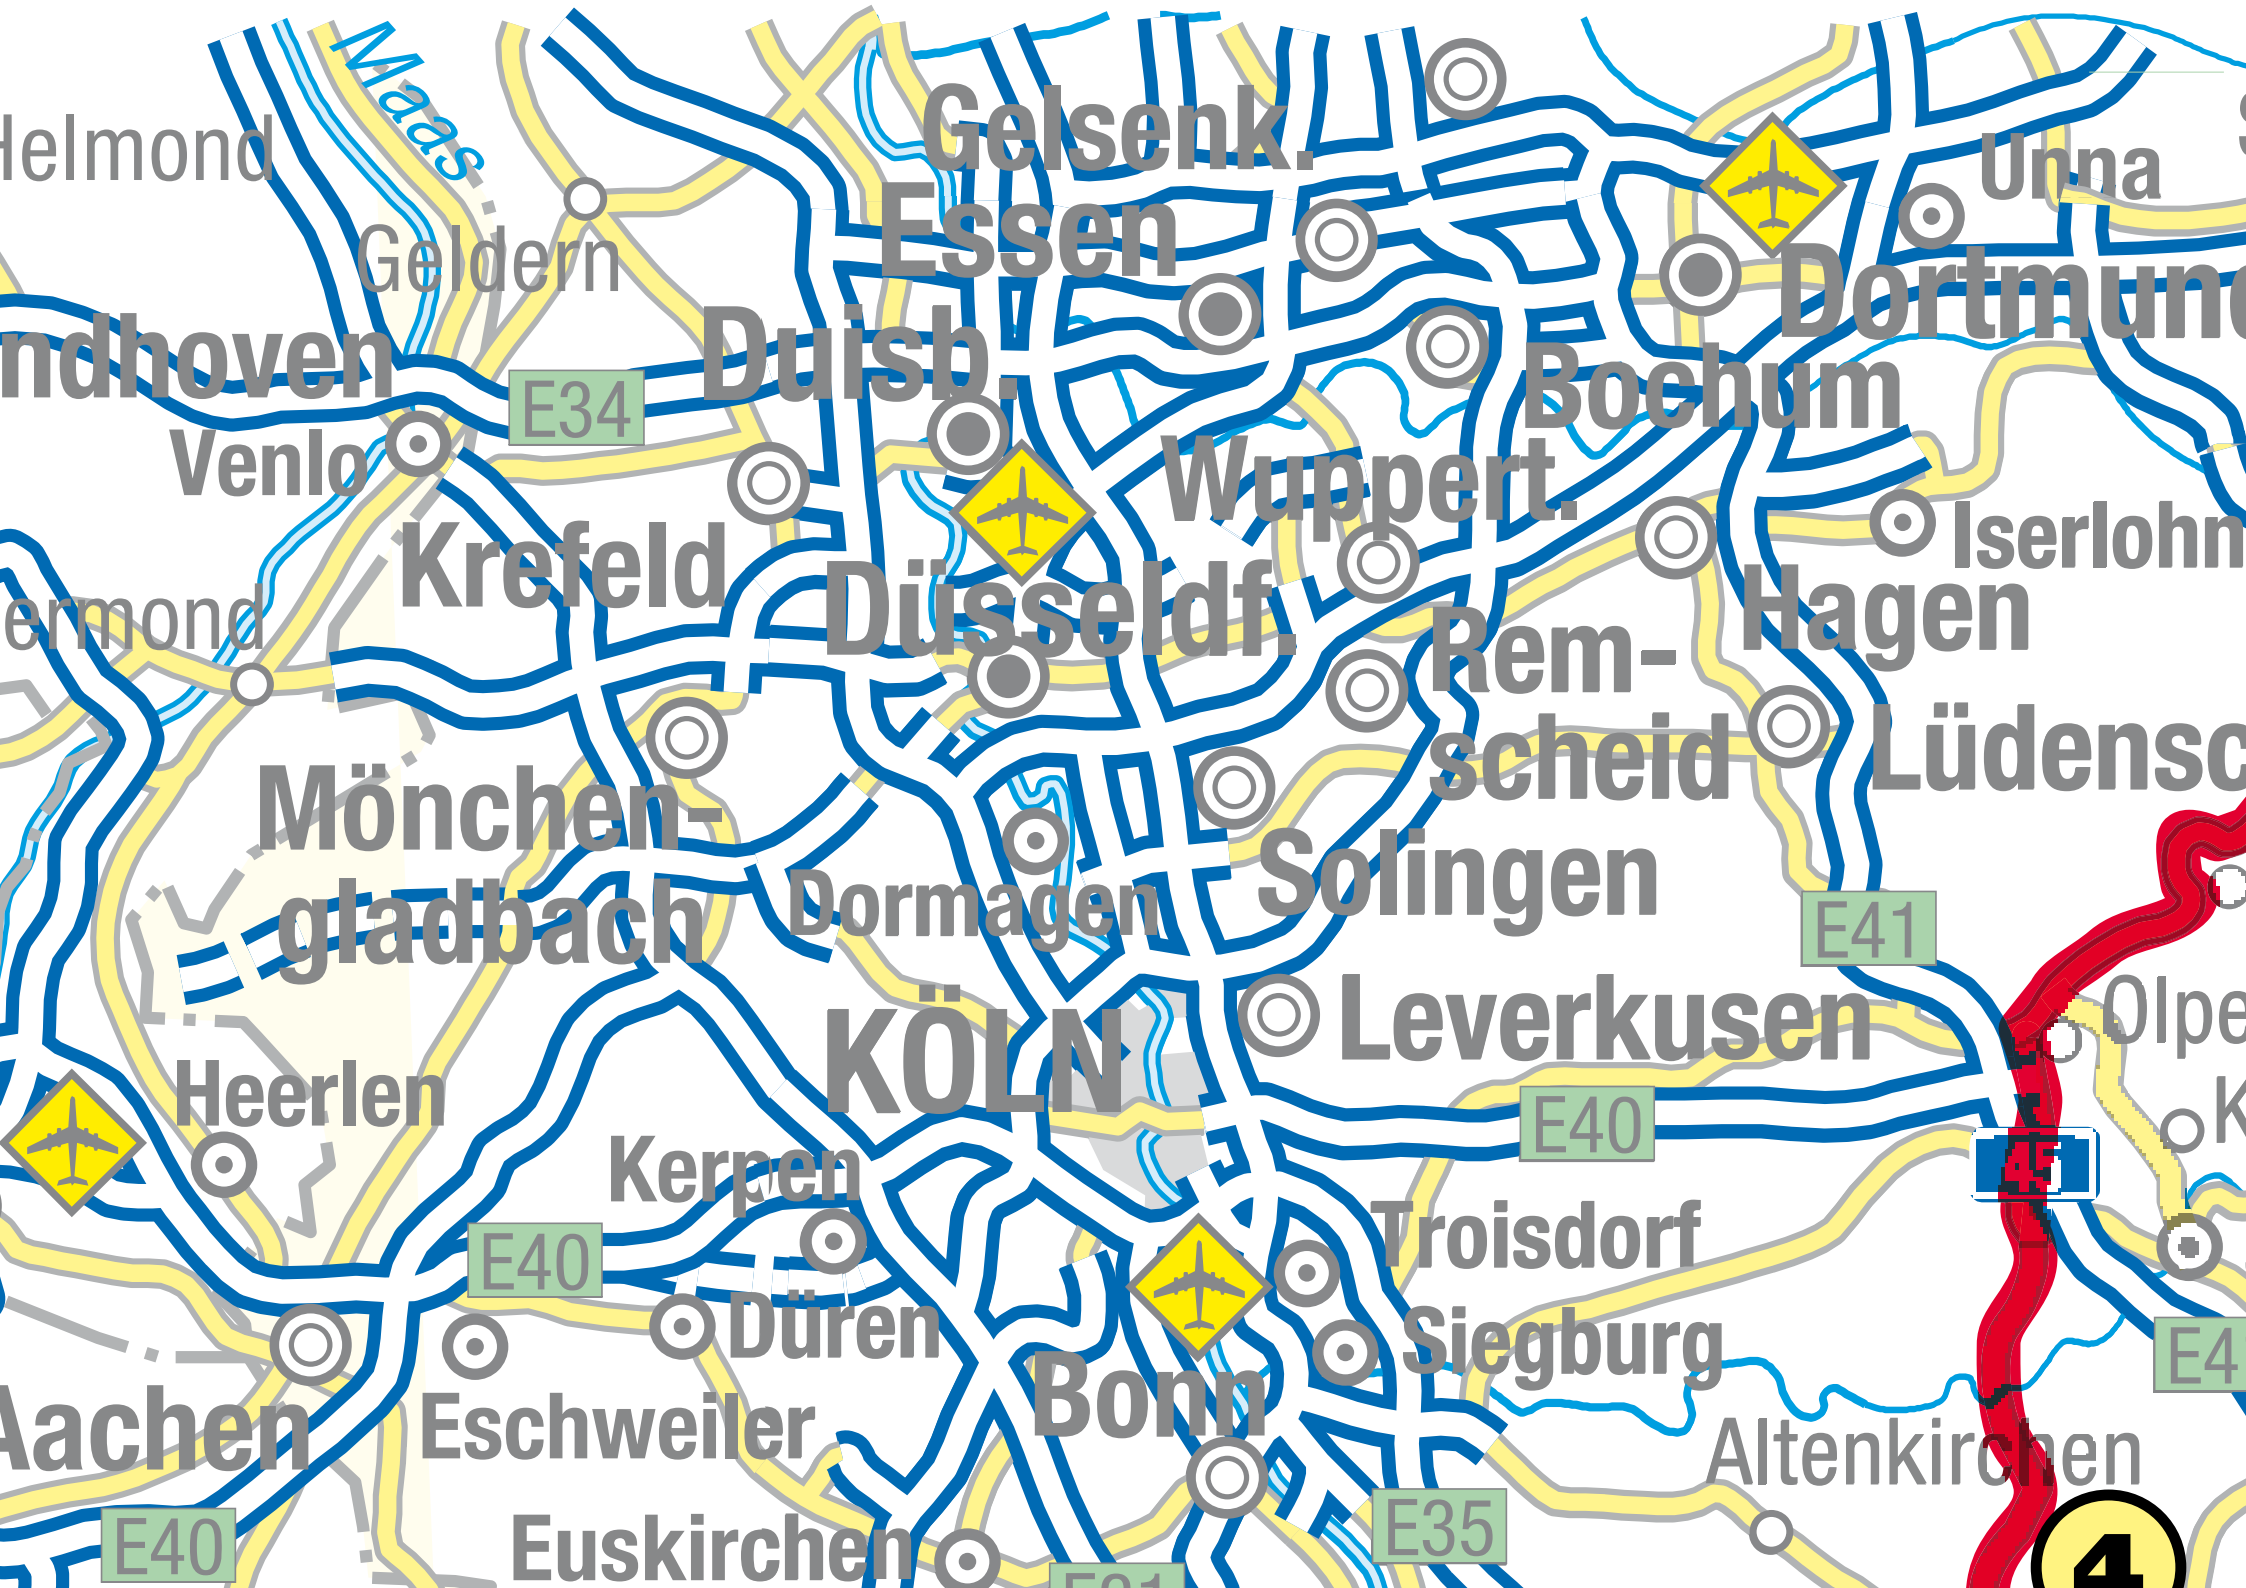 Maas
Gelsenk.
Helmond
Unna
Essen
Geldern
Dortmund
Duisb.
ndhoven
Bochum
E34
Venlo
Wuppert.
Krefeld
Iserlohn
Düsseldf.
Hagen
ermond
Rem-
scheid
Lüdensc
Mönchen-
gladbach
Solingen
Dormagen
E41
Leverkusen
Olpe
KÖLN
Heerlen
E40
K
Kerpen
45
Troisdorf
E40
Düren
Siegburg
E4
Bonn
Aachen
Eschweiler
Altenkirchen
E40
E35
Euskirchen
4